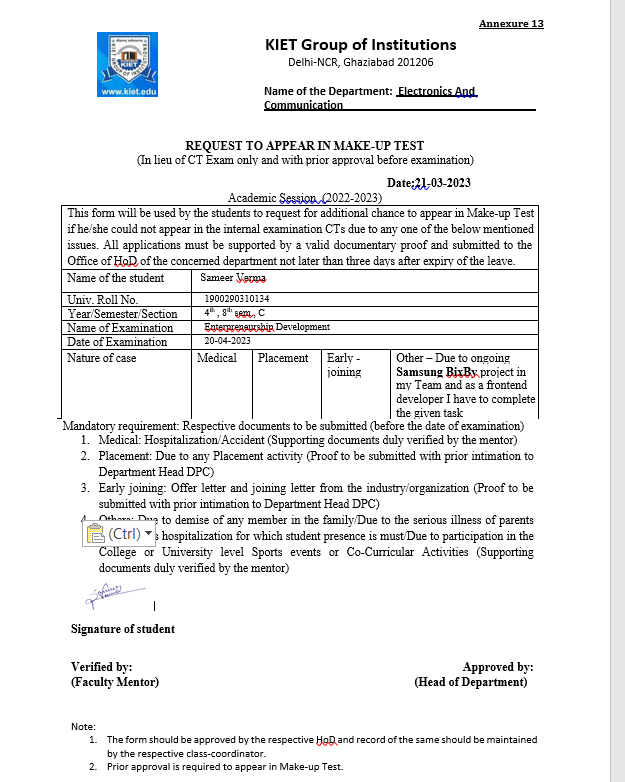 Annexure 13
KIET Group of Institutions
Delhi-NCR, Ghaziabad 201206
KIET
www.kiet.edu
Name of the Department: Electronics And
Communication
REQUEST TO APPEAR IN MAKE-UP TEST
(In lieu of CT Exam only and with prior approval before examination)
Date:21-03-2023
Academic Session (2022-2023)
This form will be used by the students to request for additional chance to appear in Make-up Test
if he/she could not appear in the internal examination CTs due to any one of the below mentioned
issues. All applications must be supported by a valid documentary proof and submitted to the
Office of HoD of the concerned department not later than three days after expiry of the leave.
Name of the student Sameer Verma
Univ. Roll No. 1900290310134
Year/Semester/Section 4th , 8th sem., C
Name of Examination Enterpreneurship Development
Date of Examination 20-04-2023
Nature of case Medical Placement Early - Other – Due to ongoing
joining Samsung BixBy project in
my Team and as a frontend
developer I have to complete
the given task
Mandatory requirement: Respective documents to be submitted (before the date of examination)
1. Medical: Hospitalization/Accident (Supporting documents duly verified by the mentor)
2. Placement: Due to any Placement activity (Proof to be submitted with prior intimation to
Department Head DPC)
3. Early joining: Offer letter and joining letter from the industry/organization (Proof to be
submitted with prior intimation to Department Head DPC)
4. Others: Due to demise of any member in the family/Due to the serious illness of parents
(Ctrl) s hospitalization for which student presence is must/Due to participation in the
College or University level Sports events or Co-Curricular Activities (Supporting
documents duly verified by the mentor)
Signature of student
Verified by: Approved by:
(Faculty Mentor) (Head of Department)
Note:
1. The form should be approved by the respective HoD and record of the same should be maintained
by the respective class-coordinator.
2. Prior approval is required to appear in Make-up Test.